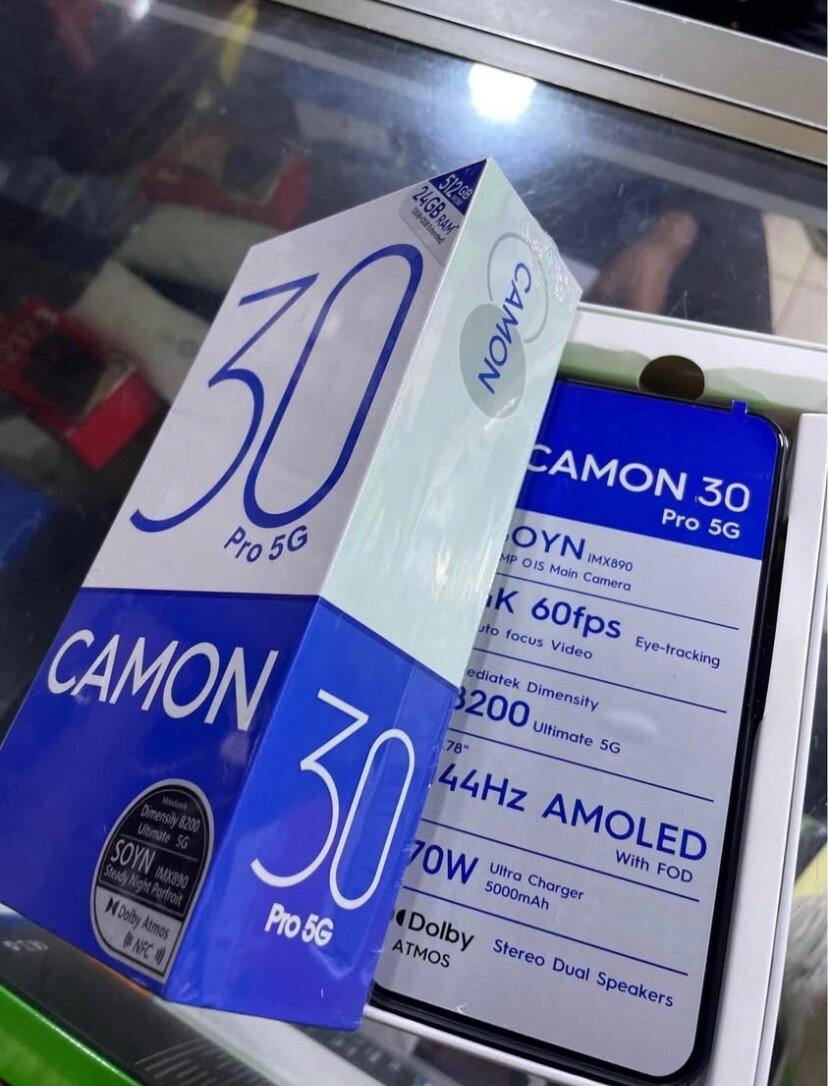 512GB
24GB RAM
30
Pro 5G
CAMON
CAMON
CAMON
30
Pro 5G
Dimensity 8200
Ultimate 5G
SOYN IMX890
Steady Night Portrait
Dolby Atmos
NFC
CAMON 30
Pro 5G
SOYN IMX890
MP OIS Main Camera
4K 60fps Eye-tracking
uto focus Video
ediatek Dimensity
8200 Ultimate 5G
.78"
44Hz AMOLED
With FOD
70W Ultra Charger
5000mAh
Dolby
ATMOS
Stereo Dual Speakers